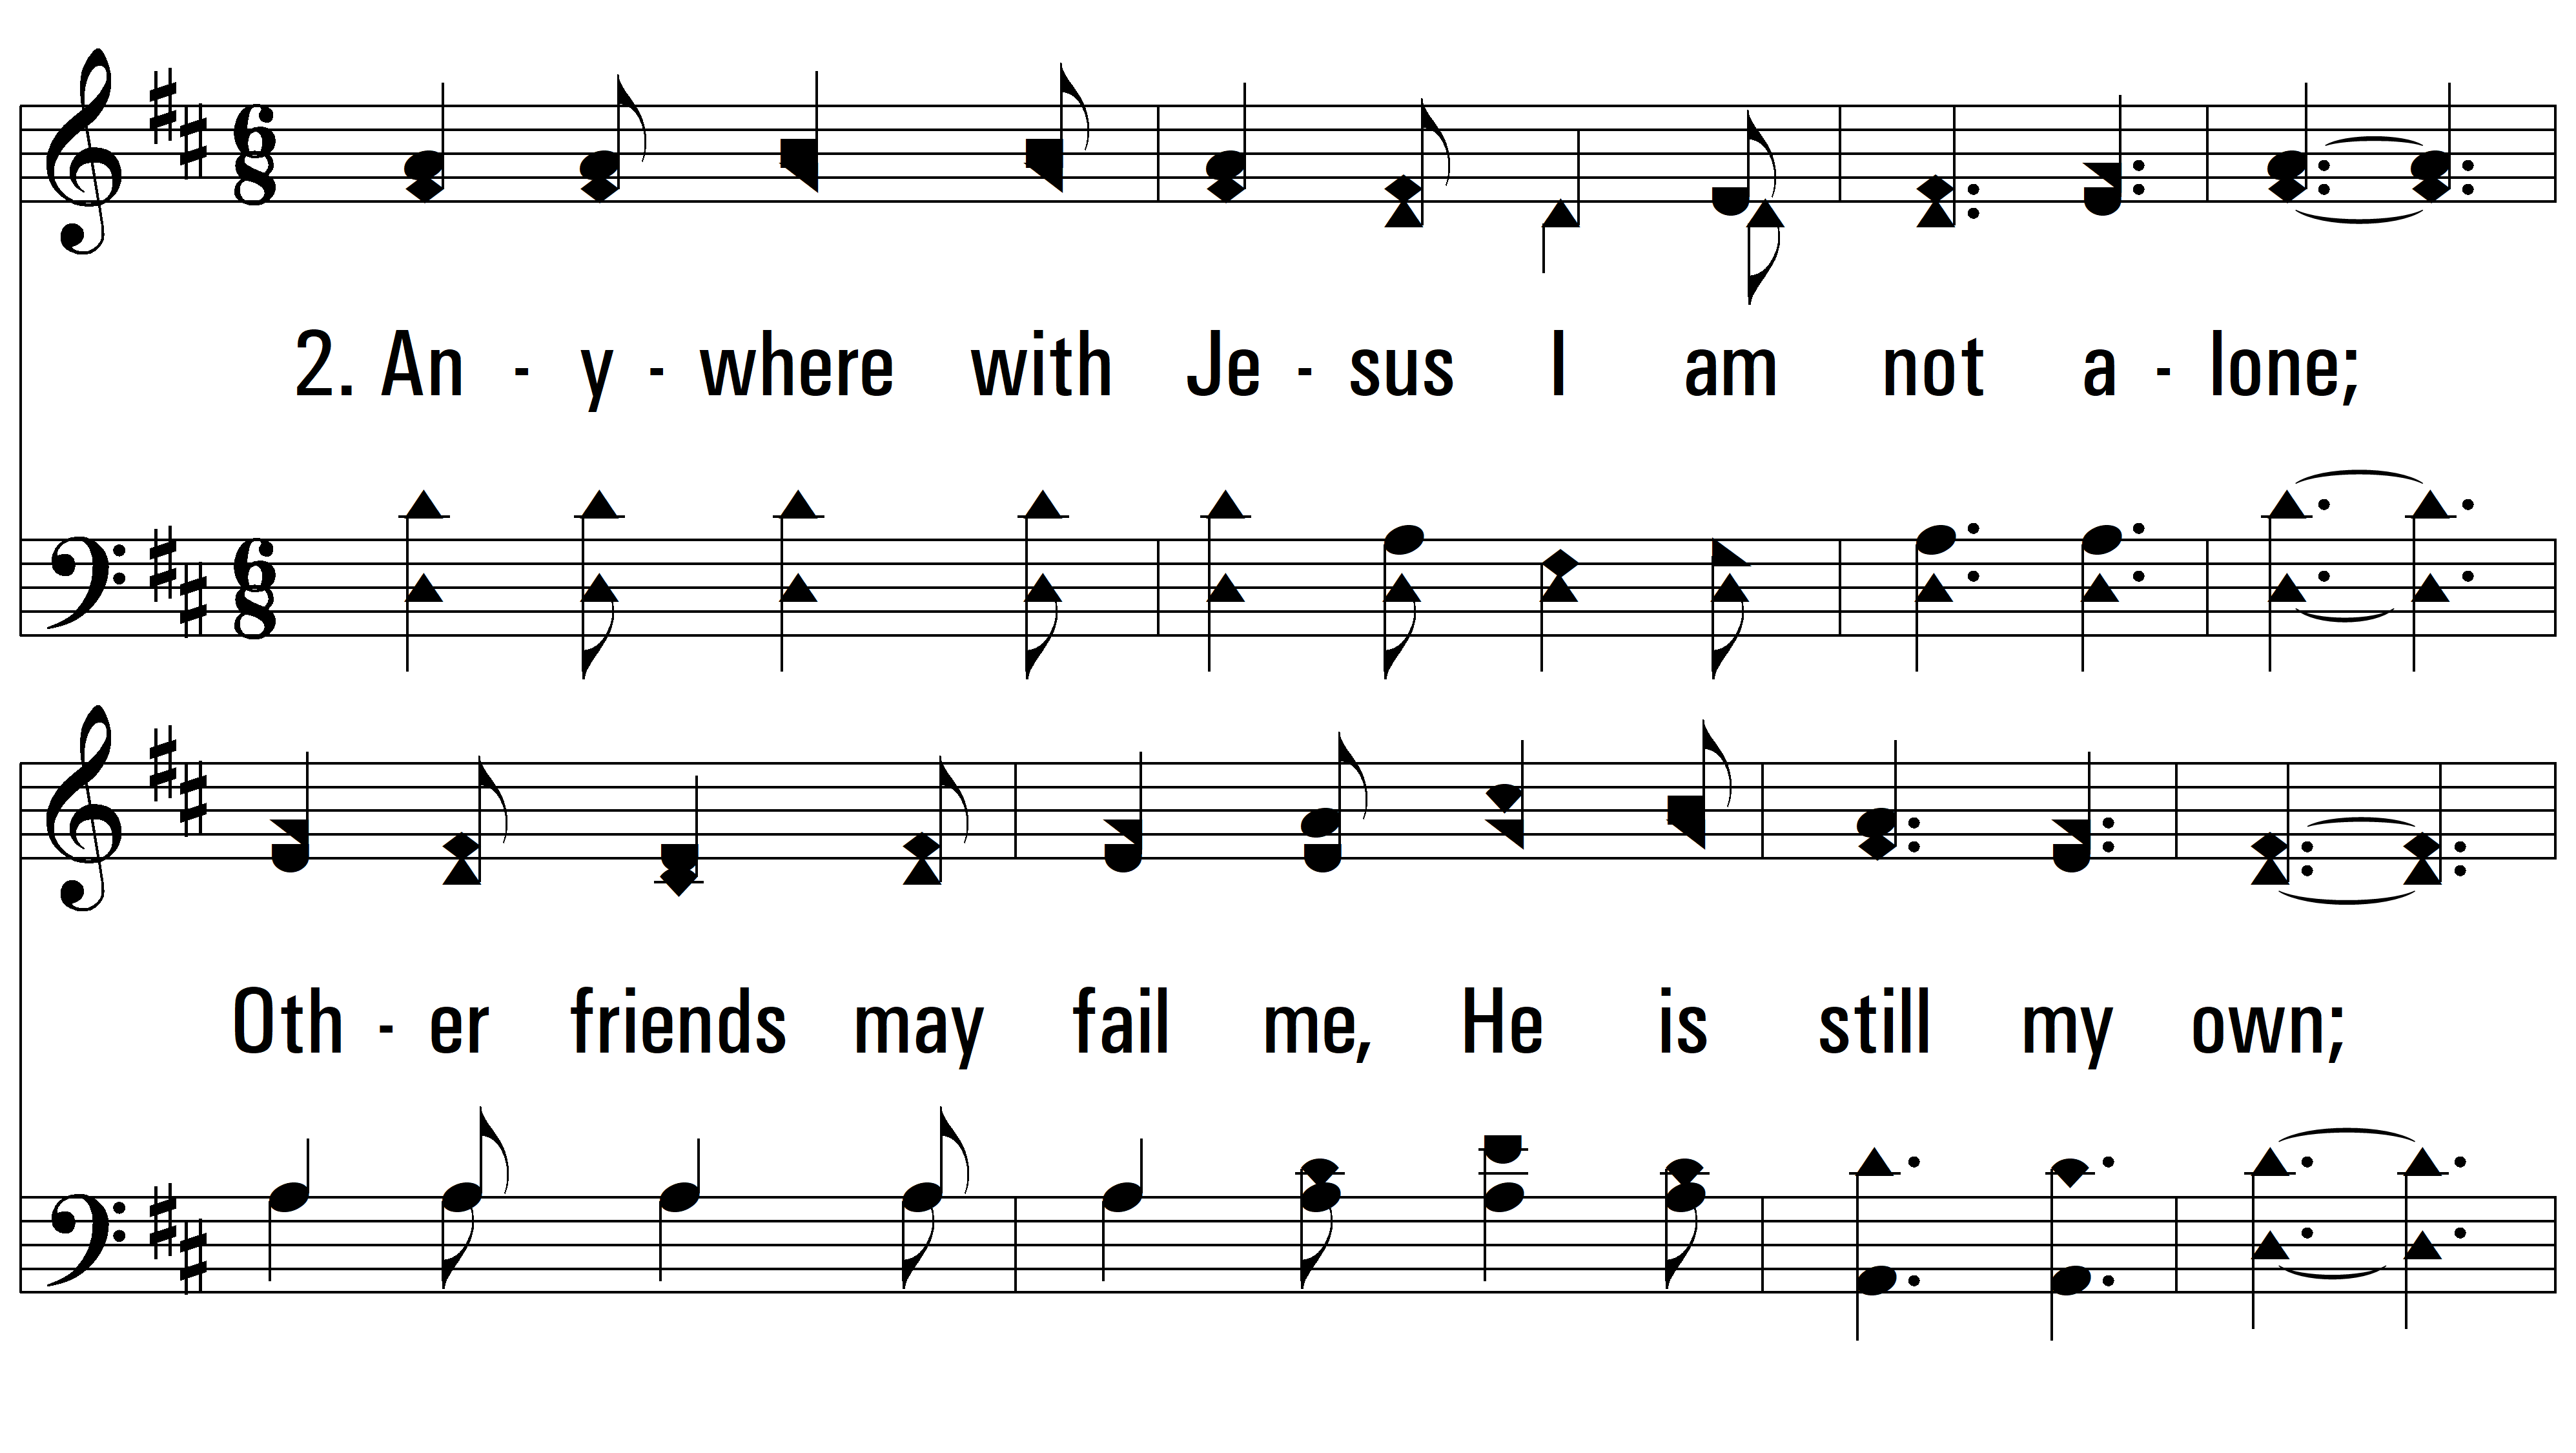 2. An - y - where with Je - sus I am not a - lone;
Oth - er friends may fail me, He is still my own;